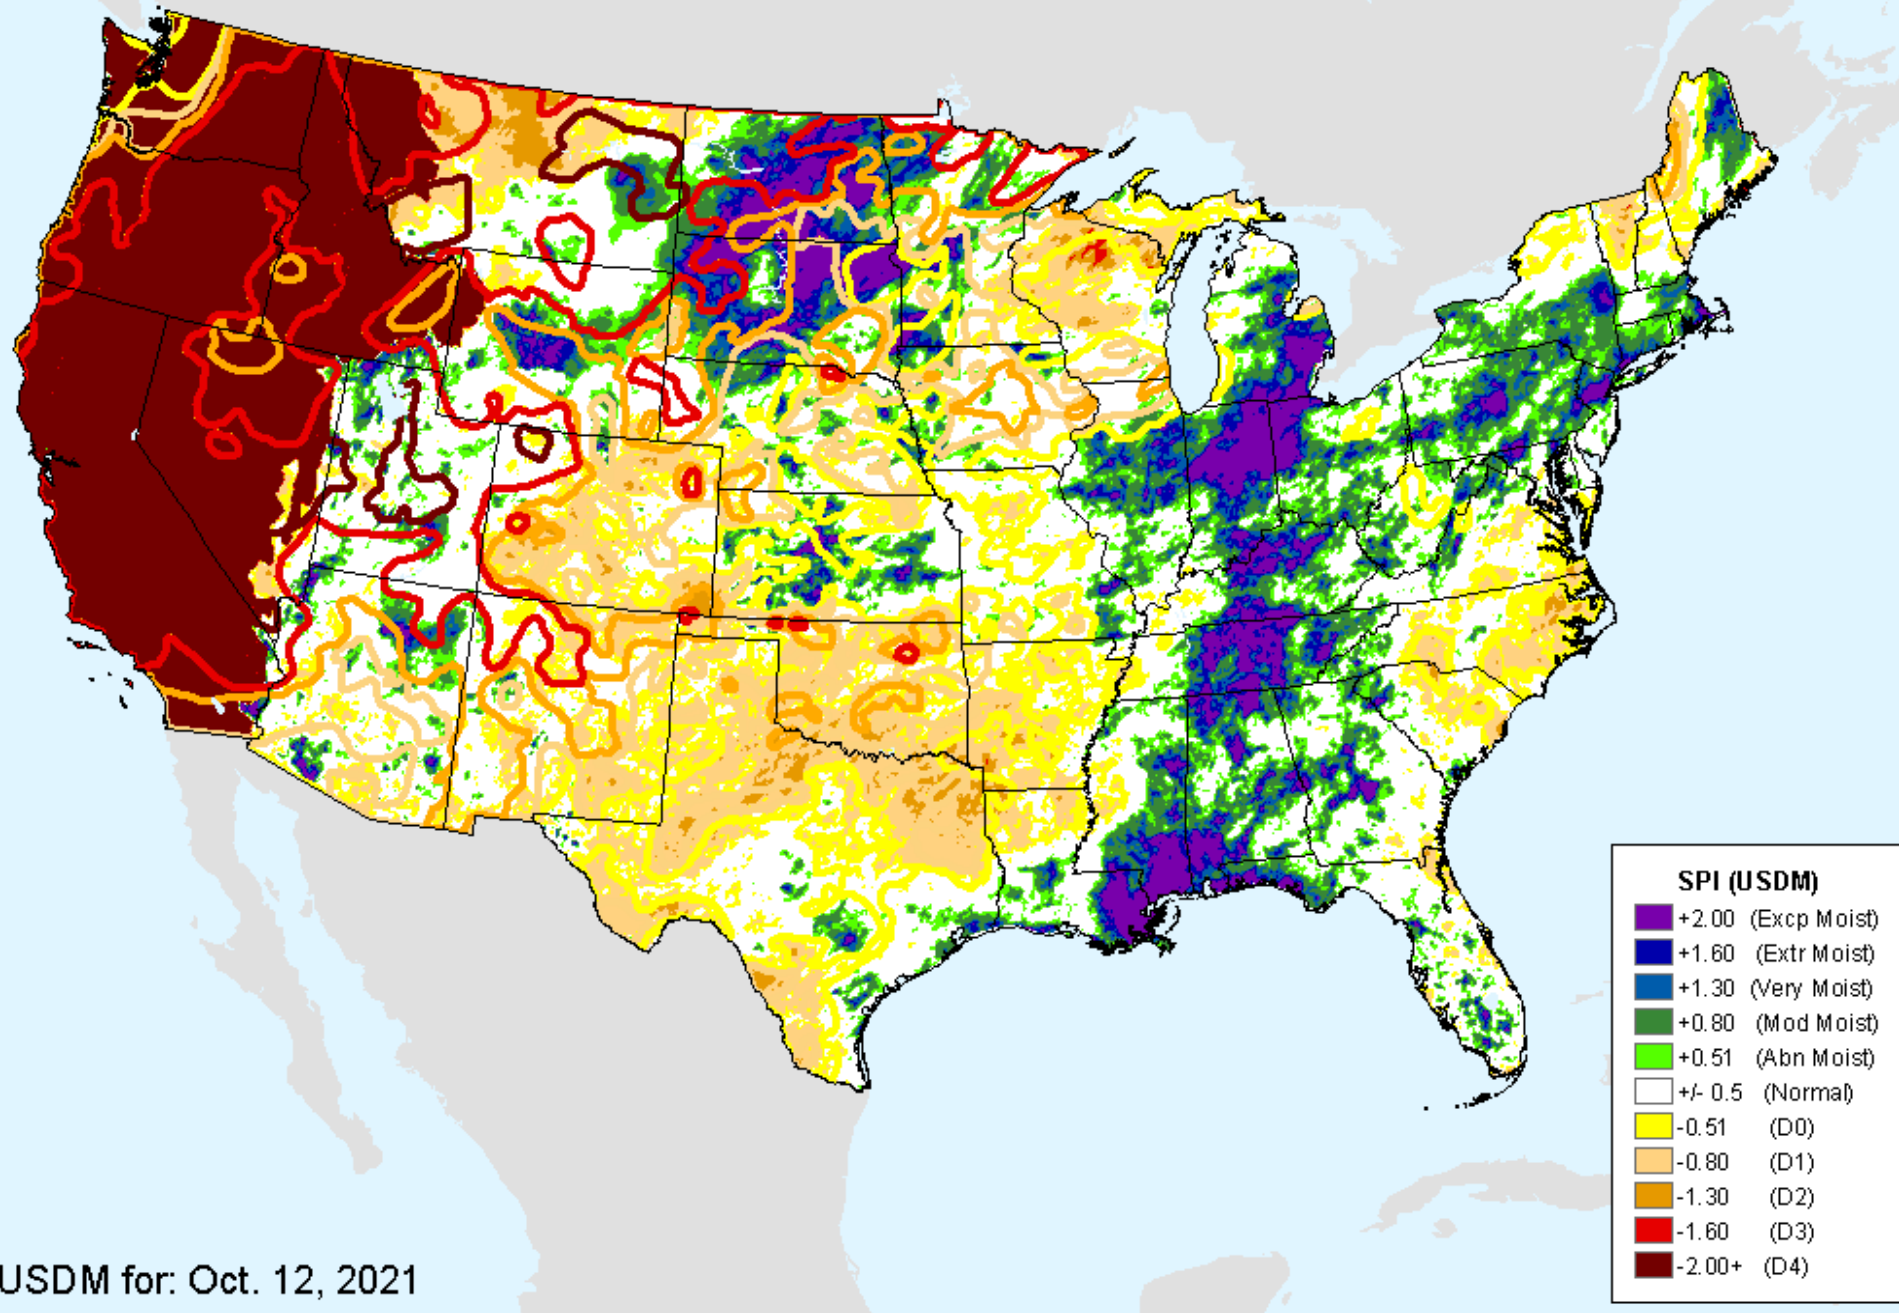 SPI (USDM)
+2.00 (Excp Moist)
+1.60 (Extr Moist)
+1.30 (Very Moist)
+0.80 (Mod Moist)
+0.51 (Abn Moist)
+/- 0.5 (Normal)
-0.51 (D0)
-0.80 (D1)
-1.30 (D2)
-1.60 (D3)
-2.00+ (D4)
USDM for: Oct. 12, 2021